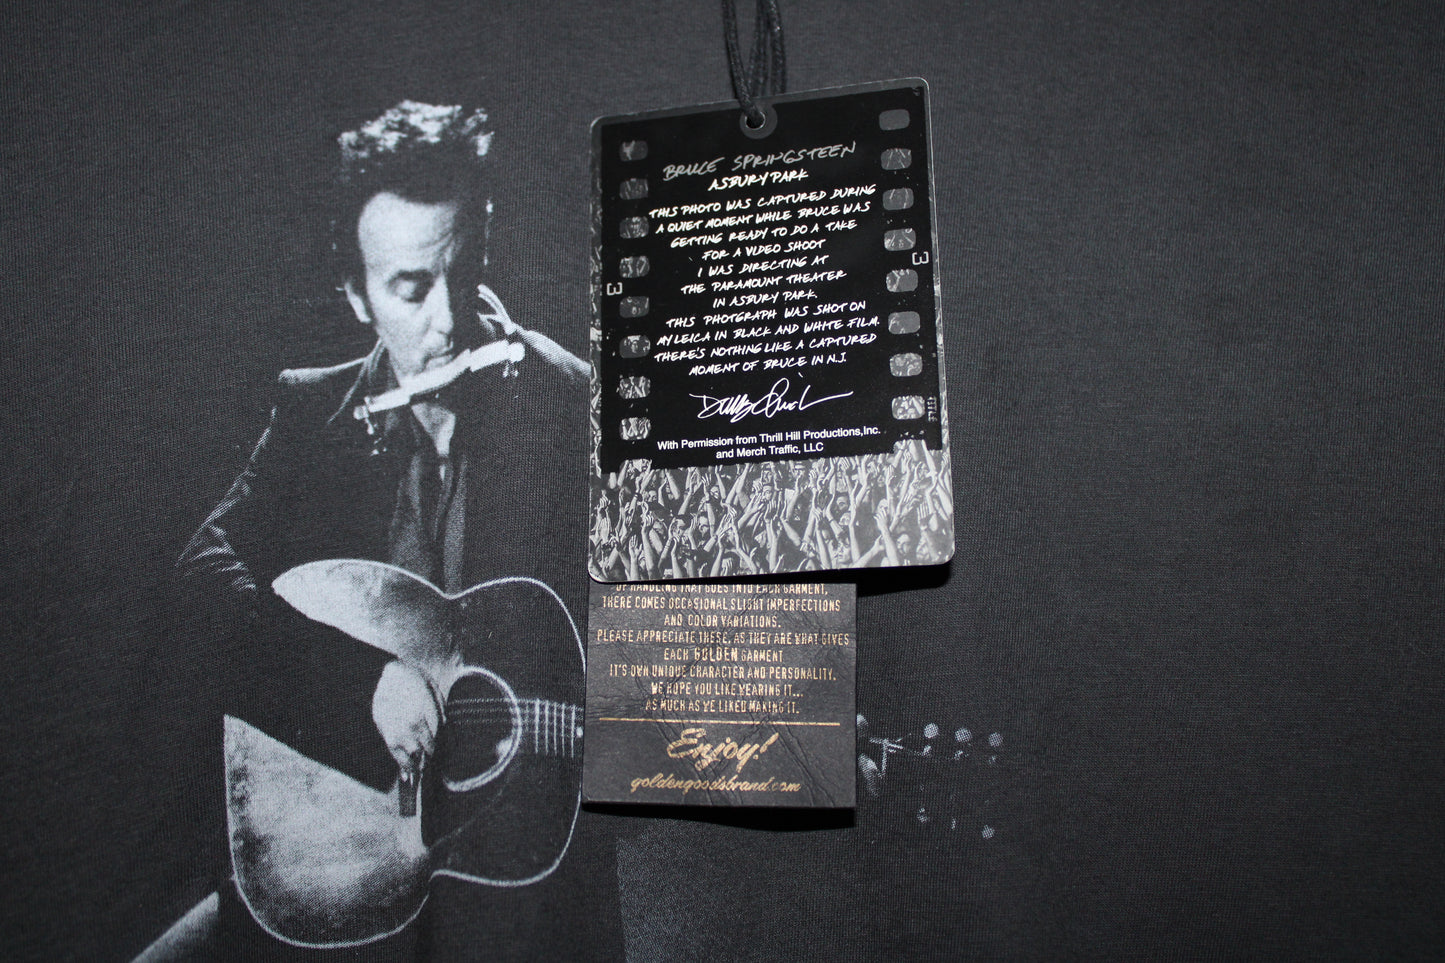 BRUCE SPRINGSTEEN
ASBURY PARK
THIS PHOTO WAS CAPTURED DURING
A QUIET MOMENT WHILE BRUCE WAS
GETTING READY TO DO A TAKE
FOR A VIDEO SHOOT
I WAS DIRECTING AT
THE PARAMOUNT THEATER
IN ASBURY PARK.
THIS PHOTGRAPH WAS SHOT ON
MY LEICA IN BLACK AND WHITE FILM.
THERE'S NOTHING LIKE A CAPTURED
MOMENT OF BRUCE IN N.J.
With Permission from Thrill Hill Productions,Inc.
and Merch Traffic, LLC
3
3
OF HANDLING THAT GOES INTO EACH GARMENT,
THERE COMES OCCASIONAL SLIGHT IMPERFECTIONS
AND COLOR VARIATIONS.
PLEASE APPRECIATE THESE, AS THEY ARE WHAT GIVES
EACH GOLDEN GARMENT
IT'S OWN UNIQUE CHARACTER AND PERSONALITY.
WE HOPE YOU LIKE WEARING IT...
AS MUCH AS WE LIKED MAKING IT.
Enjoy!
goldengoodsbrand.com